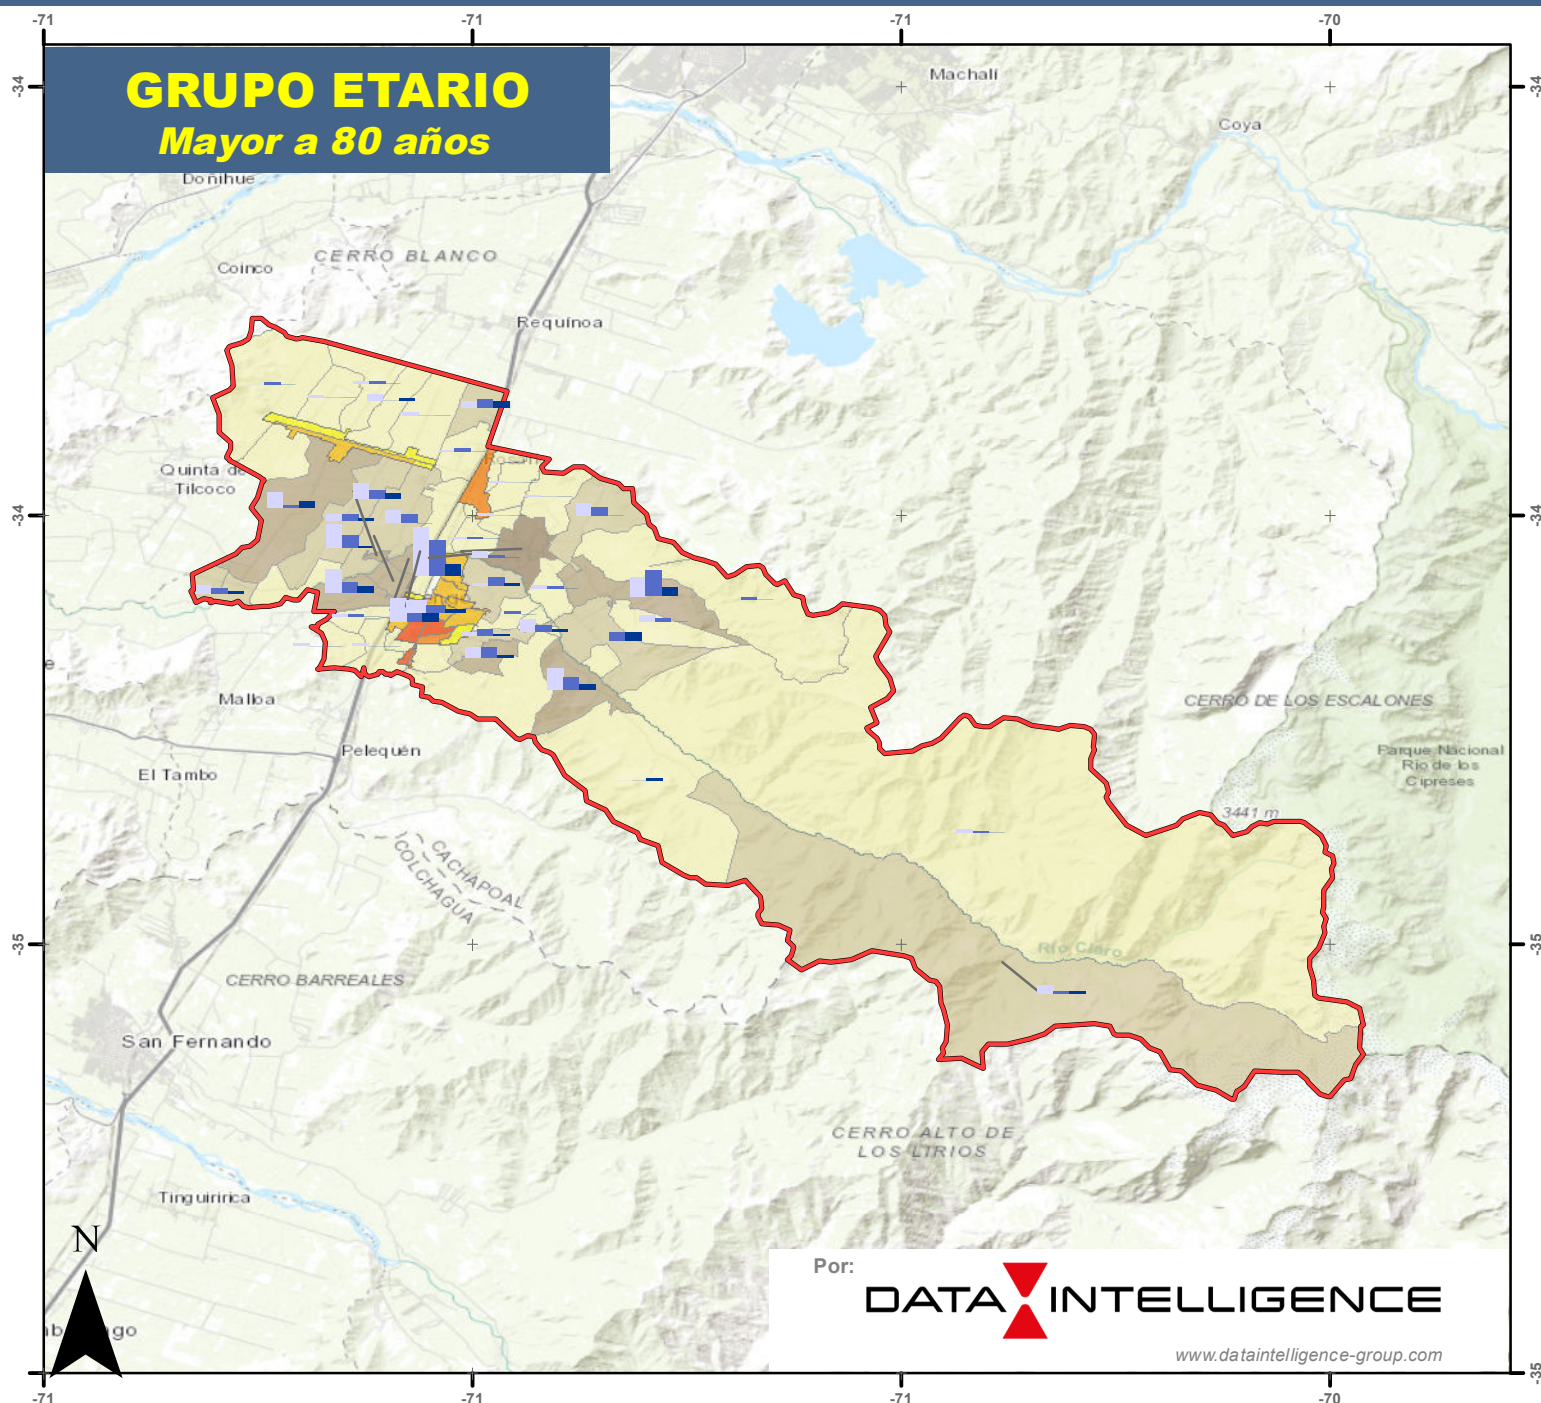 -71
-71
-71
-70
-34
-34
GRUPO ETARIO
Mayor a 80 años
Machalí
Coya
Doñihue
CERRO BLANCO
Coinco
Requínoa
Quinta de
Tilcoco
-34
-34
Malloa
CERRO DE LOS ESCALONES
Pelequén
Parque Nacional
Río de los
Cipreses
El Tambo
3441 m
CACHAPOAL
COLCHAGUA
-35
-35
Río Claro
CERRO BARREALES
San Fernando
CERRO ALTO DE
LOS LIRIOS
Tinguiririca
N
Por:
DATA INTELLIGENCE
www.dataintelligence-group.com
-35
-71
-71
-71
-70